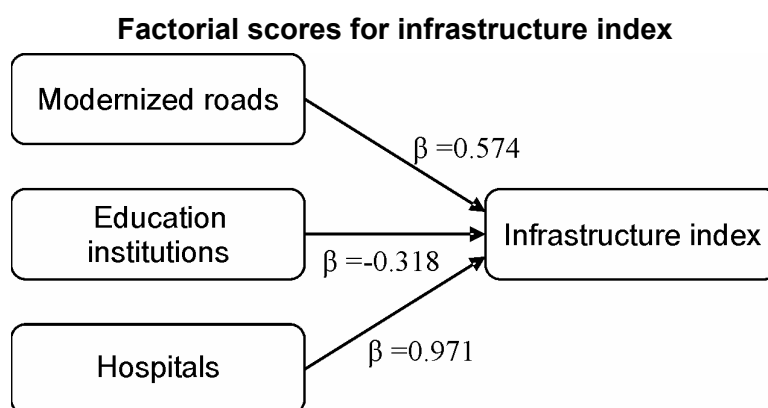 Factorial scores for infrastructure index
Modernized roads
β =0.574
Education
institutions
Infrastructure index
β =-0.318
β =0.971
Hospitals